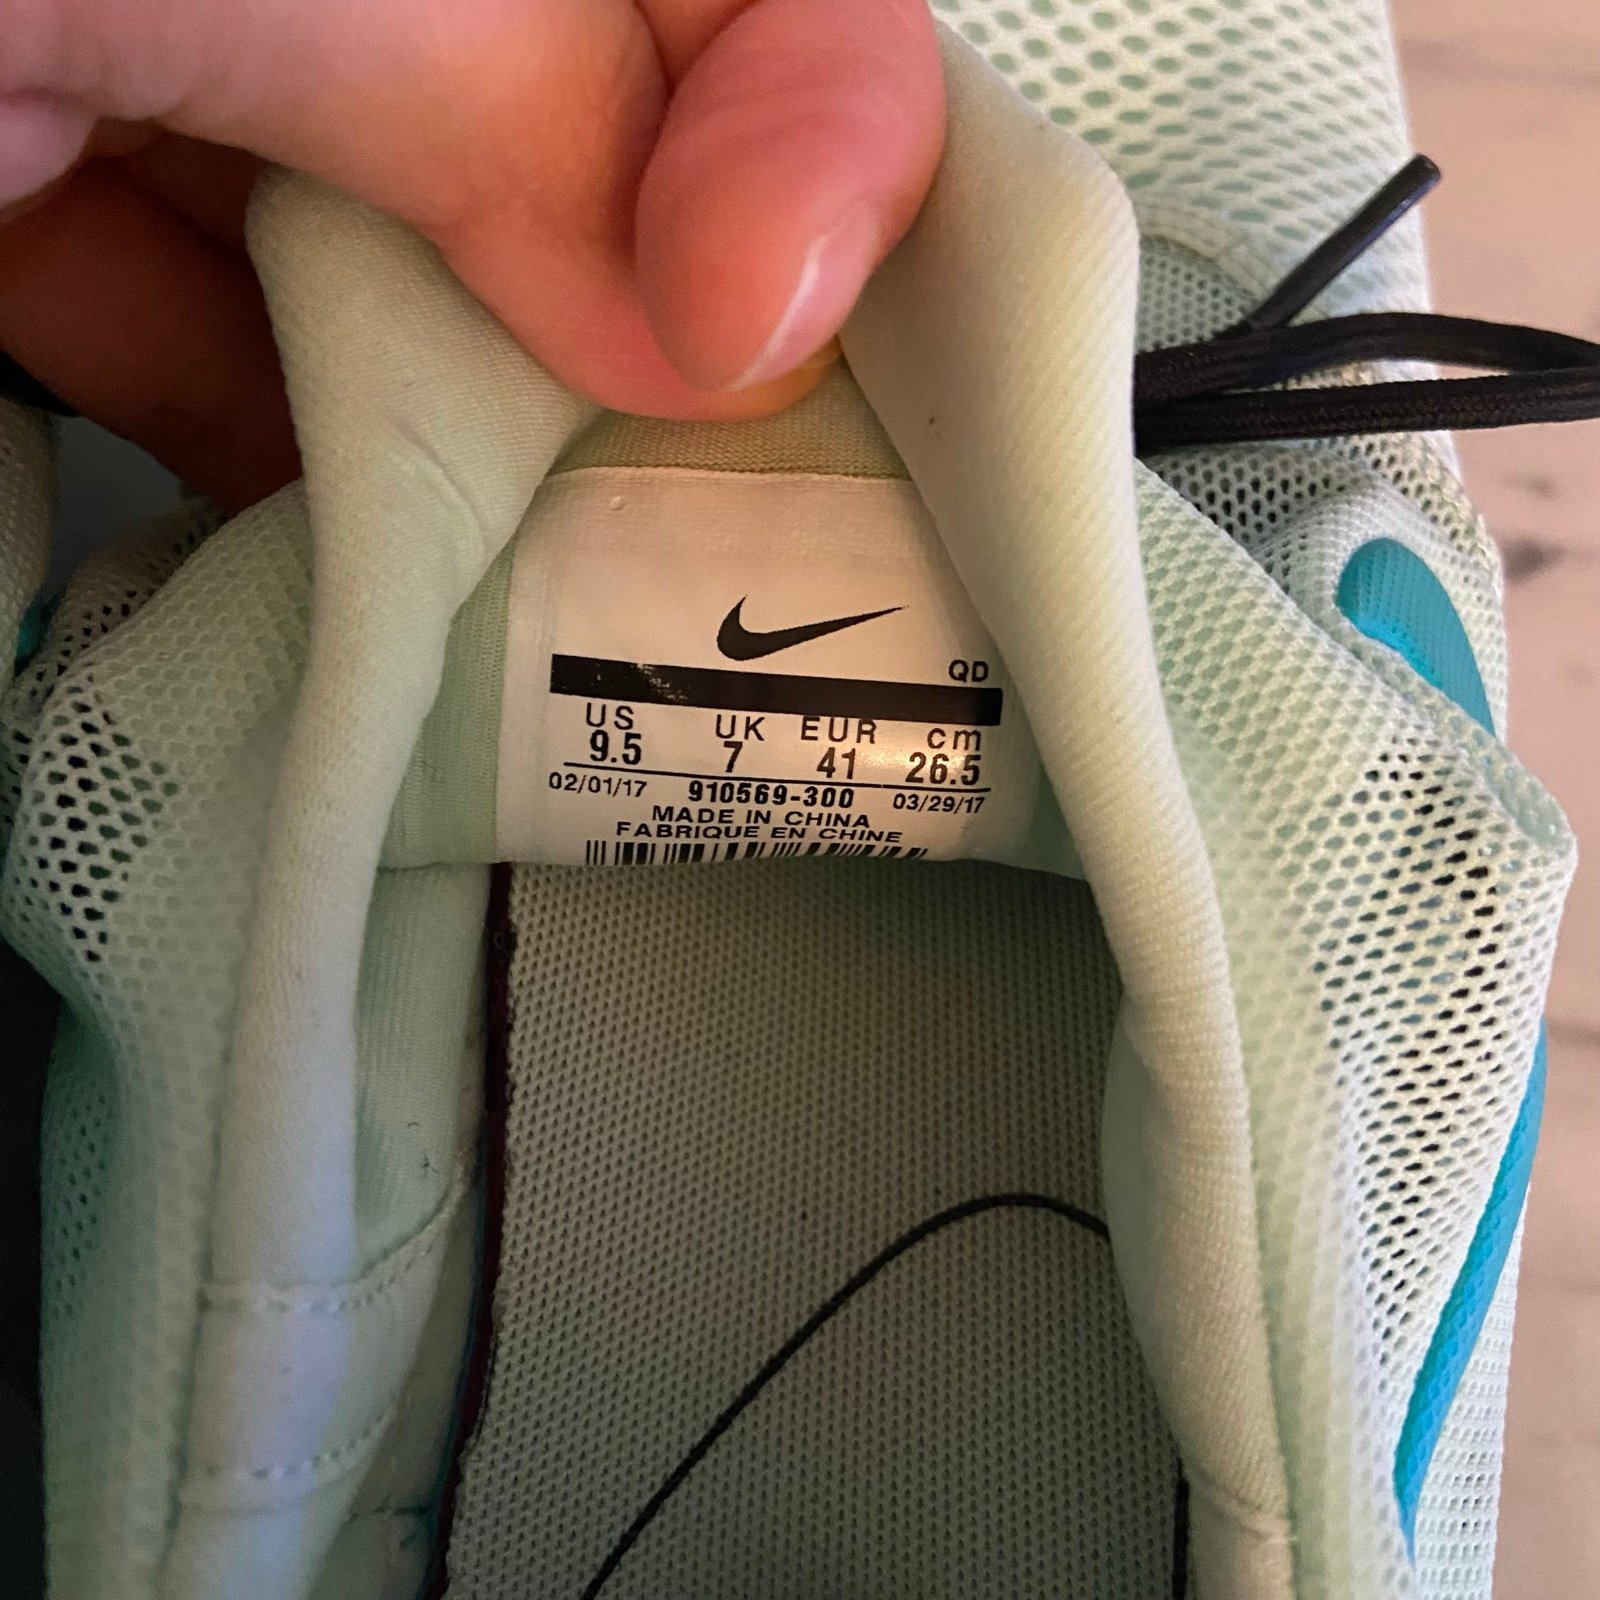 QD
US UK EUR cm
9.5 7 41 26.5
02/01/17 910569-300 03/29/17
MADE IN CHINA
FABRIQUE EN CHINE